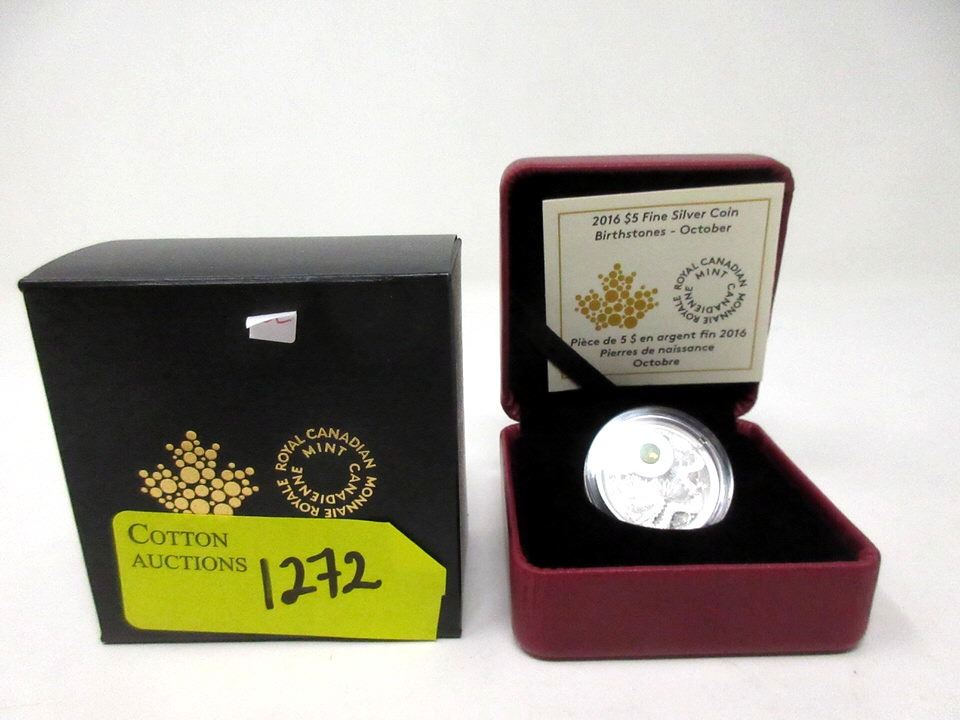 ROYAL CANADIAN MINT
MONNAIE ROYALE CANADIENNE
COTTON
AUCTIONS
1272
2016 $5 Fine Silver Coin
Birthstones - October
ROYAL CANADIAN MINT
MONNAIE ROYALE CANADIENNE
Pièce de 5 $ en argent fin 2016
Pierres de naissance
Octobre